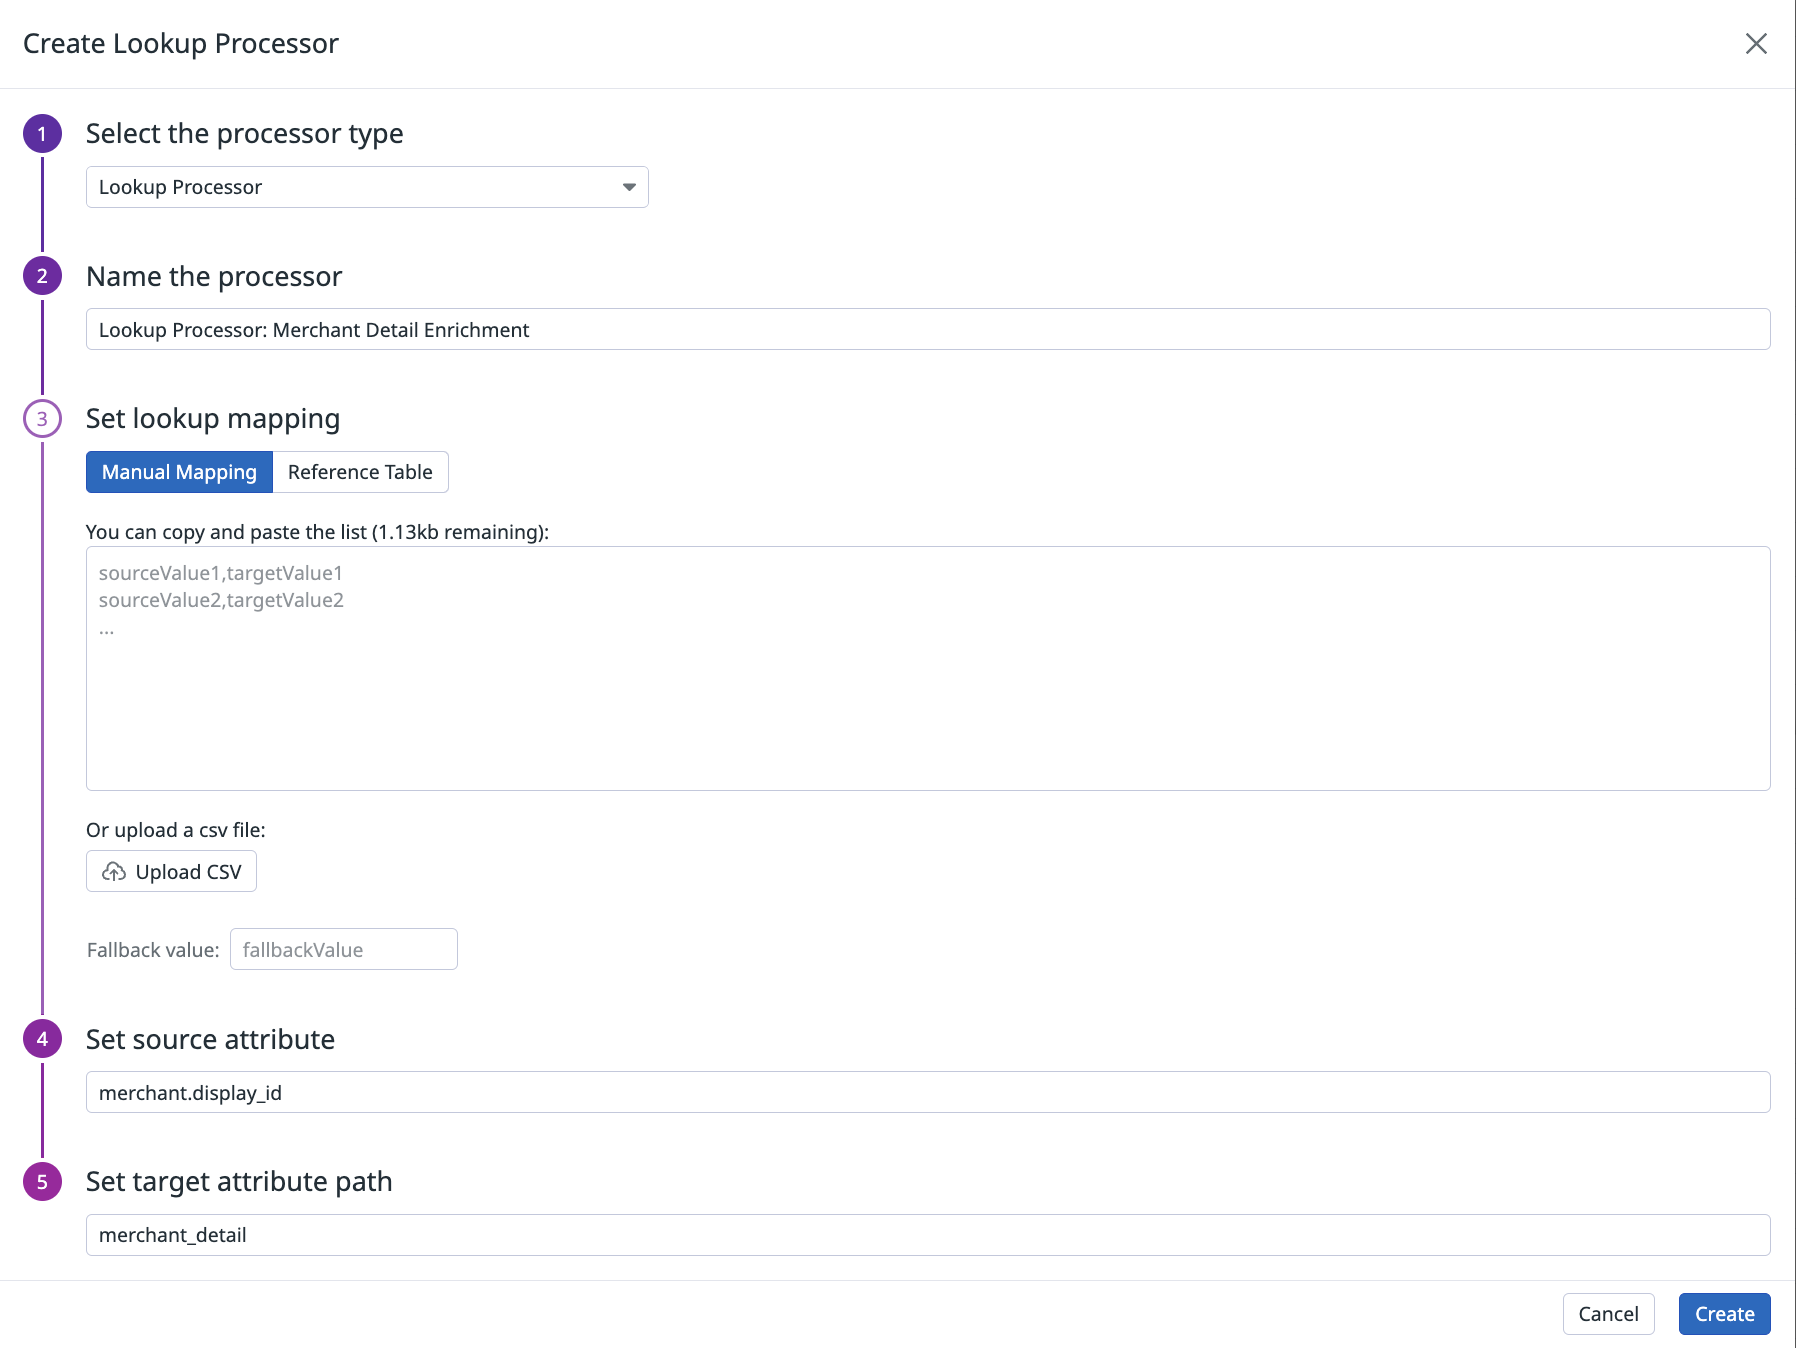 Create Lookup Processor
1
Select the processor type
Lookup Processor
2
Name the processor
Lookup Processor: Merchant Detail Enrichment
3
Set lookup mapping
Manual Mapping
Reference Table
You can copy and paste the list (1.13kb remaining):
sourceValue1,targetValue1
sourceValue2,targetValue2
...
Or upload a csv file:
Upload CSV
Fallback value: fallbackValue
4
Set source attribute
merchant.display_id
5
Set target attribute path
merchant_detail
Cancel
Create